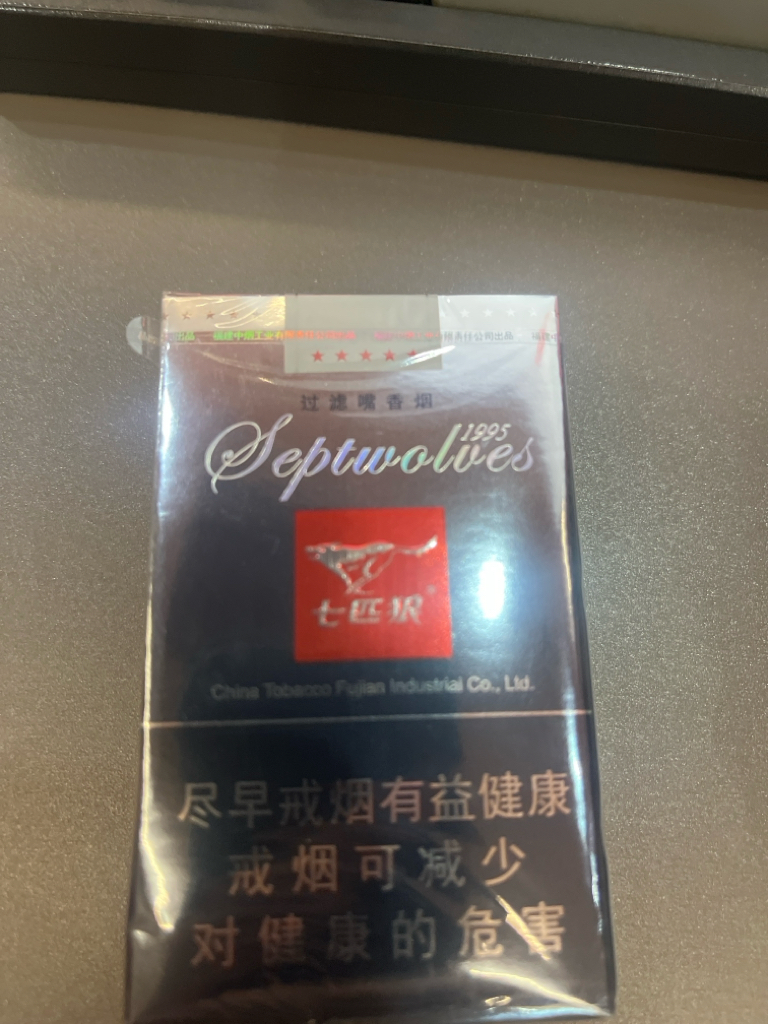 过滤嘴香烟
1995
Septwolves
七匹狼
China Tobacco Fujian Industrial Co., Ltd.
尽早戒烟有益健康
戒烟可减少
对健康的危害